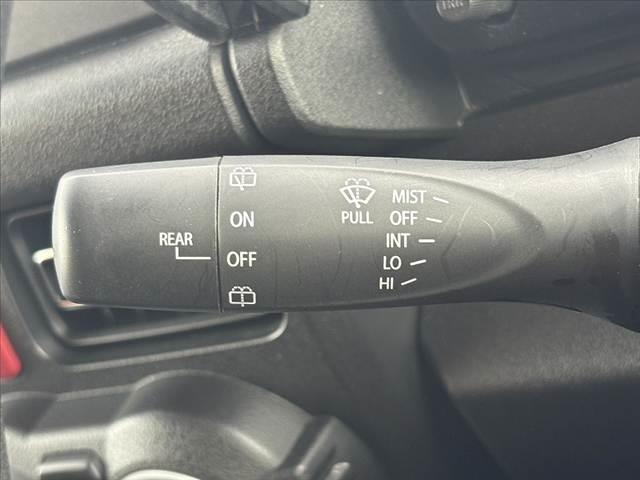 MIST
ON
PULL
OFF
REAR
INT
OFF
LO
HI